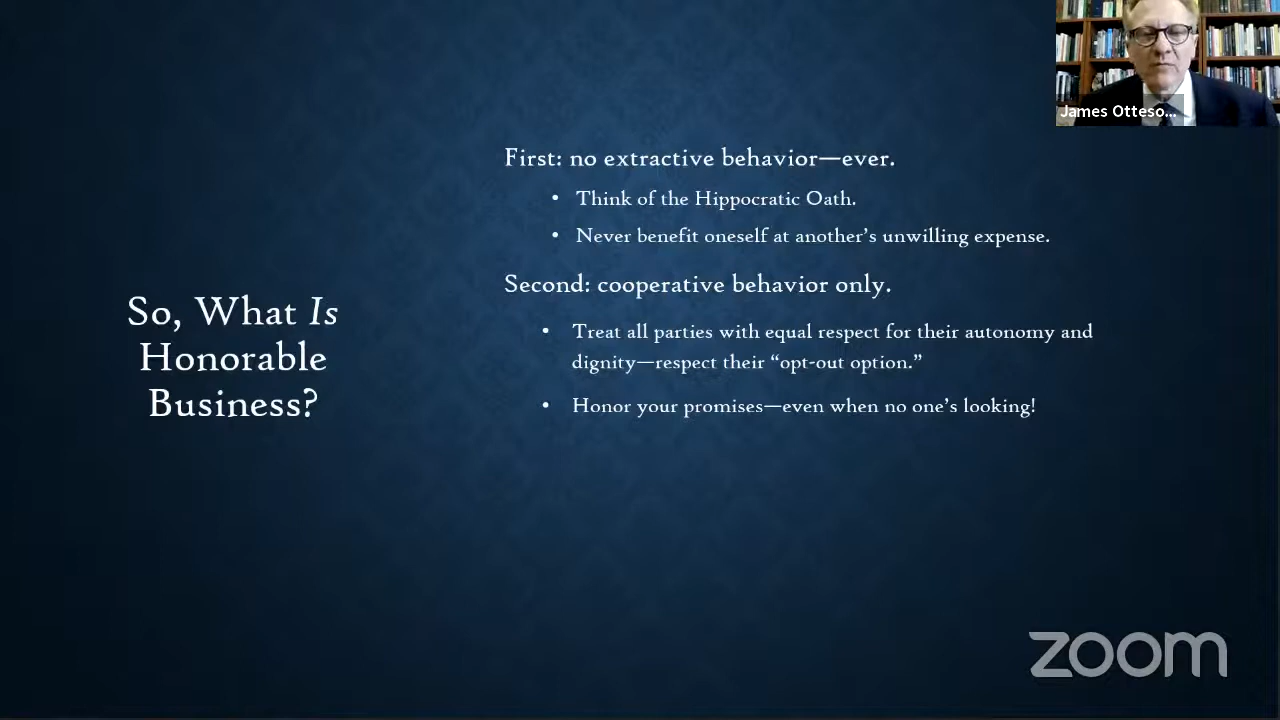 James Otteso...
First: no extractive behavior—ever.
• Think of the Hippocratic Oath.
• Never benefit oneself at another’s unwilling expense.
Second: cooperative behavior only.
• Treat all parties with equal respect for their autonomy and
dignity—respect their “opt-out option.”
• Honor your promises—even when no one’s looking!
So, What Is
Honorable
Business?
zoom